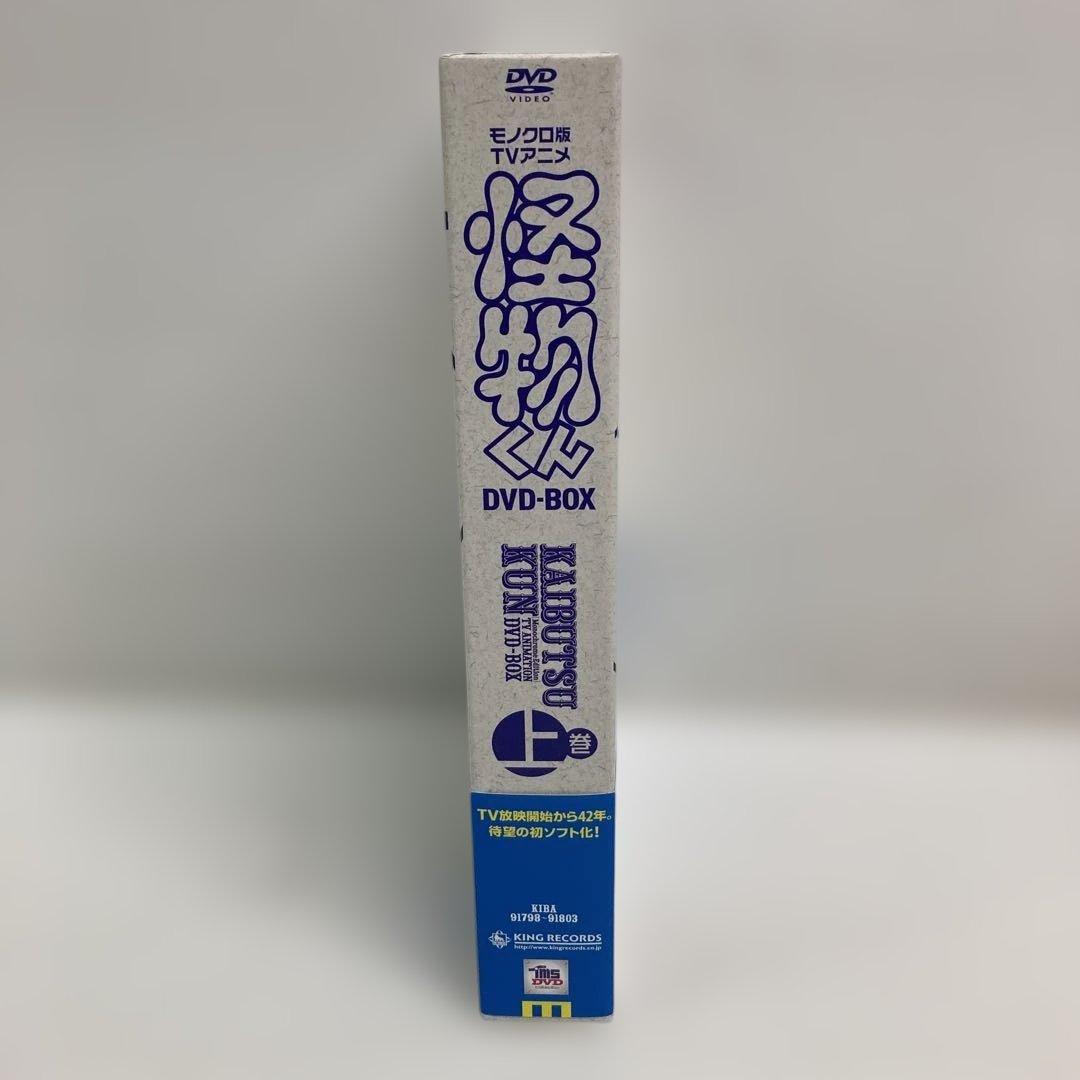 DVD
VIDEO
モノクロ版
TVアニメ
怪物くん
DVD-BOX
KAIBUTSU
KUN
Monochrome Edition
TV ANIMATION
DVD-BOX
上巻
TV放映開始から42年。
待望の初ソフト化!
KIBA
91798~91803
KING RECORDS
http://www.kingrecords.co.jp
tms
DVD